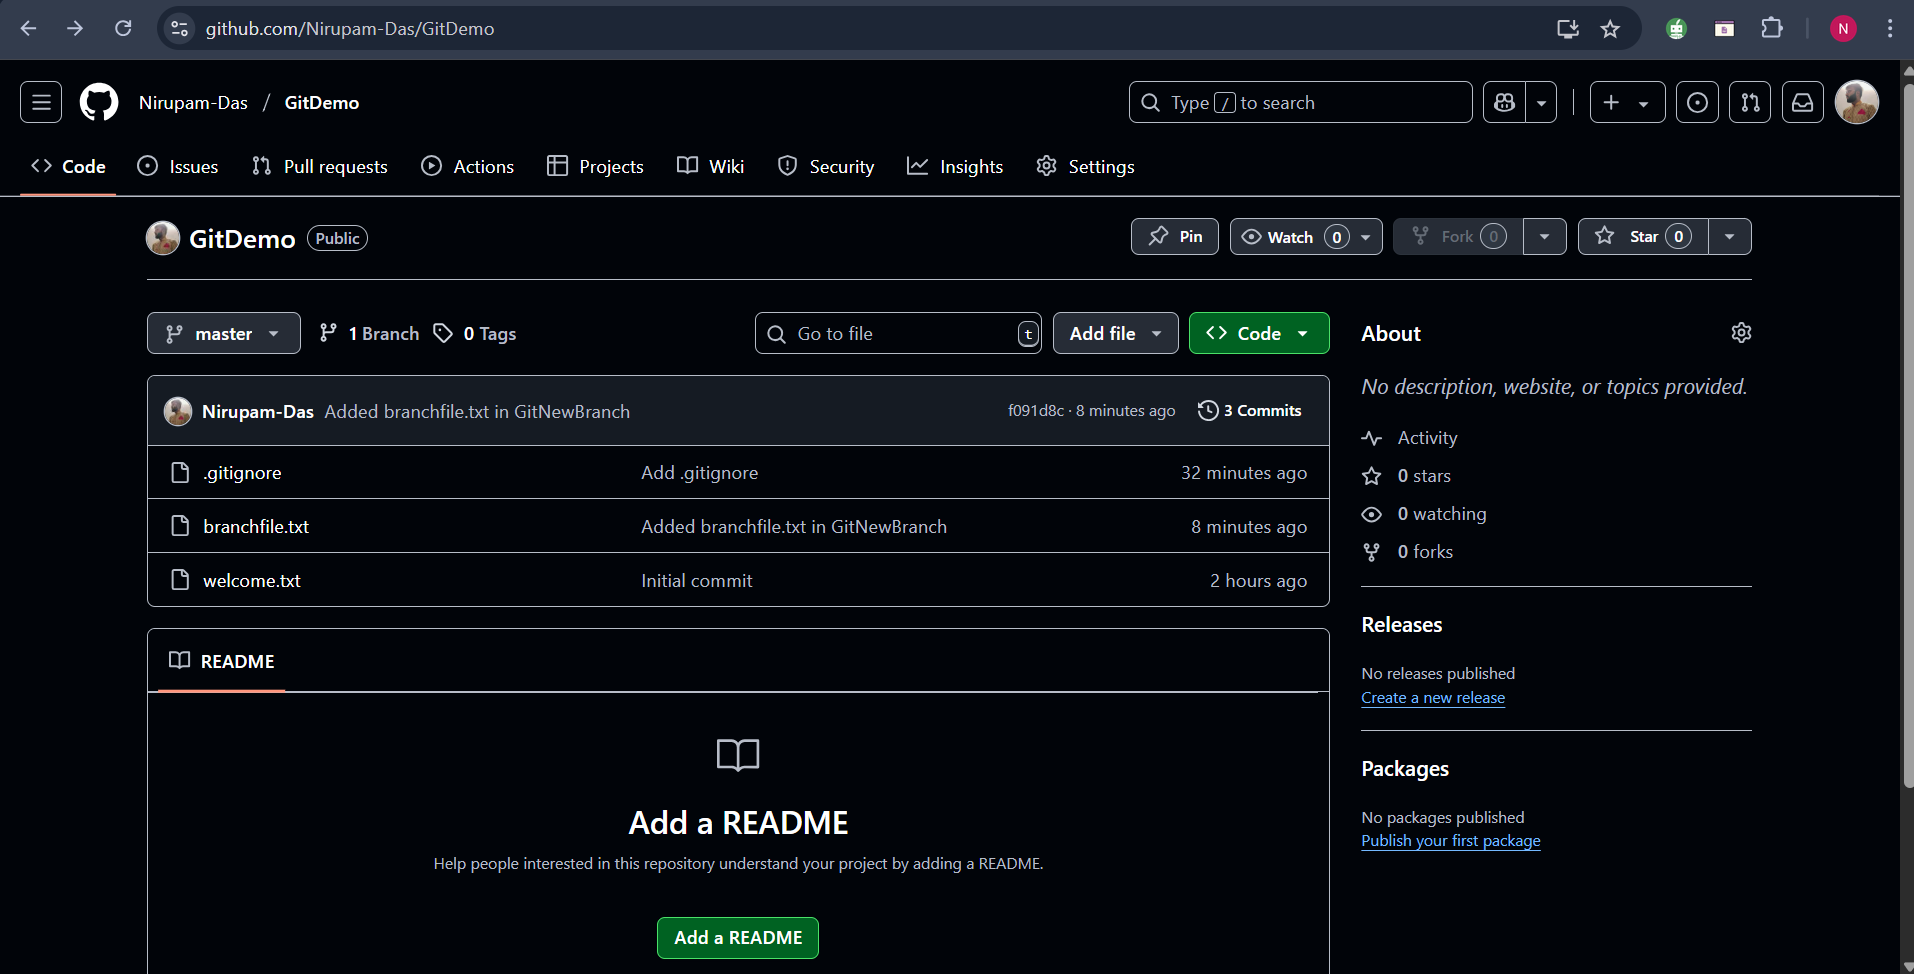 github.com/Nirupam-Das/GitDemo
N
Nirupam-Das / GitDemo
Type / to search
Code Issues Pull requests Actions Projects Wiki Security Insights Settings
GitDemo Public
Pin Watch 0 Fork 0 Star 0
master 1 Branch 0 Tags Go to file t Add file Code
Nirupam-Das Added branchfile.txt in GitNewBranch f091d8c · 8 minutes ago 3 Commits
.gitignore Add .gitignore 32 minutes ago
branchfile.txt Added branchfile.txt in GitNewBranch 8 minutes ago
welcome.txt Initial commit 2 hours ago
README
Add a README
Help people interested in this repository understand your project by adding a README.
Add a README
About
No description, website, or topics provided.
Activity
0 stars
0 watching
0 forks
Releases
No releases published
Create a new release
Packages
No packages published
Publish your first package